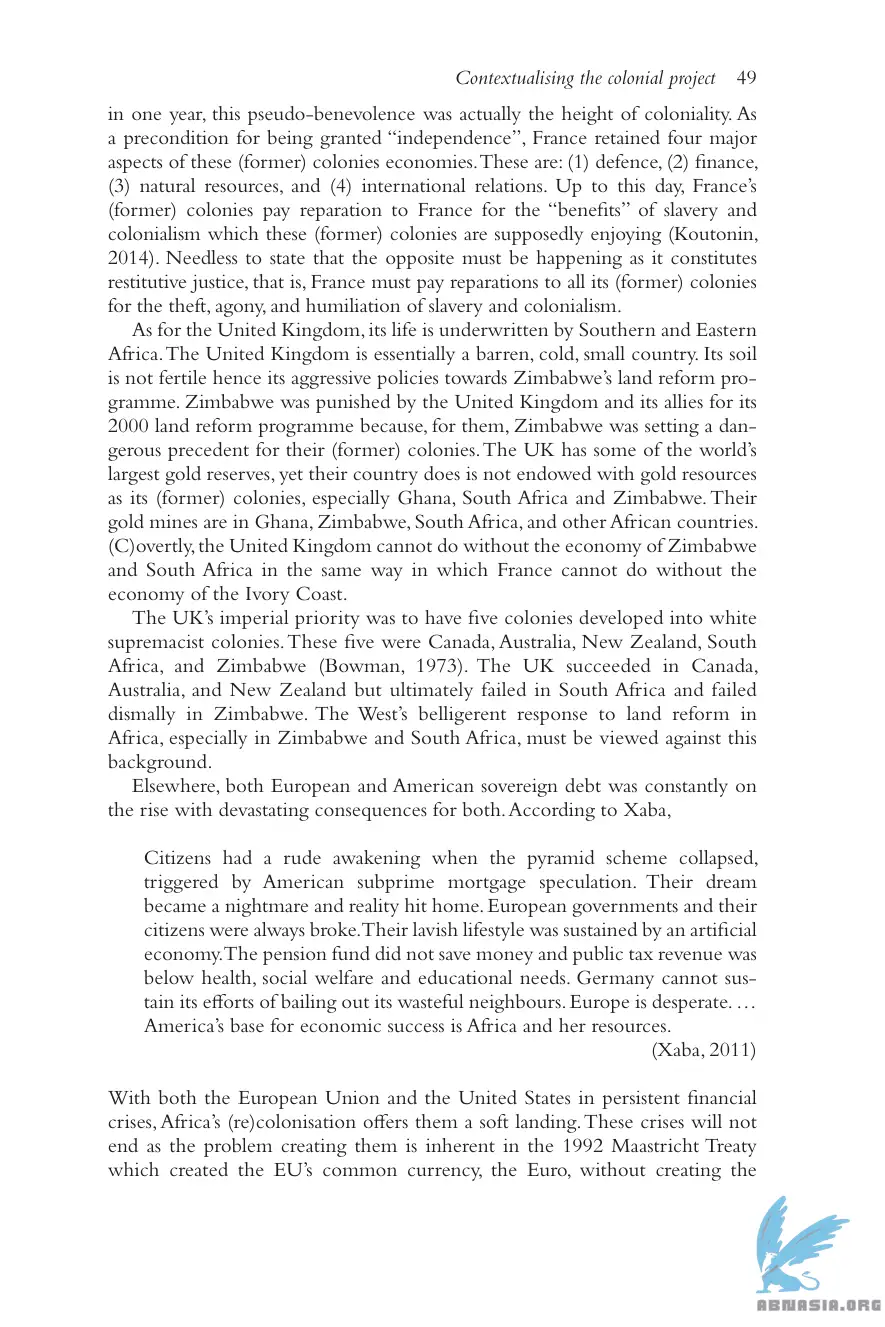 Contextualising the colonial project 49
in one year, this pseudo-benevolence was actually the height of coloniality. As
a precondition for being granted “independence”, France retained four major
aspects of these (former) colonies economies. These are: (1) defence, (2) finance,
(3) natural resources, and (4) international relations. Up to this day, France’s
(former) colonies pay reparation to France for the “benefits” of slavery and
colonialism which these (former) colonies are supposedly enjoying (Koutonin,
2014). Needless to state that the opposite must be happening as it constitutes
restitutive justice, that is, France must pay reparations to all its (former) colonies
for the theft, agony, and humiliation of slavery and colonialism.
As for the United Kingdom, its life is underwritten by Southern and Eastern
Africa. The United Kingdom is essentially a barren, cold, small country. Its soil
is not fertile hence its aggressive policies towards Zimbabwe’s land reform pro-
gramme. Zimbabwe was punished by the United Kingdom and its allies for its
2000 land reform programme because, for them, Zimbabwe was setting a dan-
gerous precedent for their (former) colonies. The UK has some of the world’s
largest gold reserves, yet their country does is not endowed with gold resources
as its (former) colonies, especially Ghana, South Africa and Zimbabwe. Their
gold mines are in Ghana, Zimbabwe, South Africa, and other African countries.
(C)overtly, the United Kingdom cannot do without the economy of Zimbabwe
and South Africa in the same way in which France cannot do without the
economy of the Ivory Coast.
The UK’s imperial priority was to have five colonies developed into white
supremacist colonies. These five were Canada, Australia, New Zealand, South
Africa, and Zimbabwe (Bowman, 1973). The UK succeeded in Canada,
Australia, and New Zealand but ultimately failed in South Africa and failed
dismally in Zimbabwe. The West’s belligerent response to land reform in
Africa, especially in Zimbabwe and South Africa, must be viewed against this
background.
Elsewhere, both European and American sovereign debt was constantly on
the rise with devastating consequences for both. According to Xaba,
Citizens had a rude awakening when the pyramid scheme collapsed,
triggered by American subprime mortgage speculation. Their dream
became a nightmare and reality hit home. European governments and their
citizens were always broke. Their lavish lifestyle was sustained by an artificial
economy. The pension fund did not save money and public tax revenue was
below health, social welfare and educational needs. Germany cannot sus-
tain its efforts of bailing out its wasteful neighbours. Europe is desperate. …
America’s base for economic success is Africa and her resources.
(Xaba, 2011)
With both the European Union and the United States in persistent financial
crises, Africa’s (re)colonisation offers them a soft landing. These crises will not
end as the problem creating them is inherent in the 1992 Maastricht Treaty
which created the EU’s common currency, the Euro, without creating the
ABNASIA.ORG